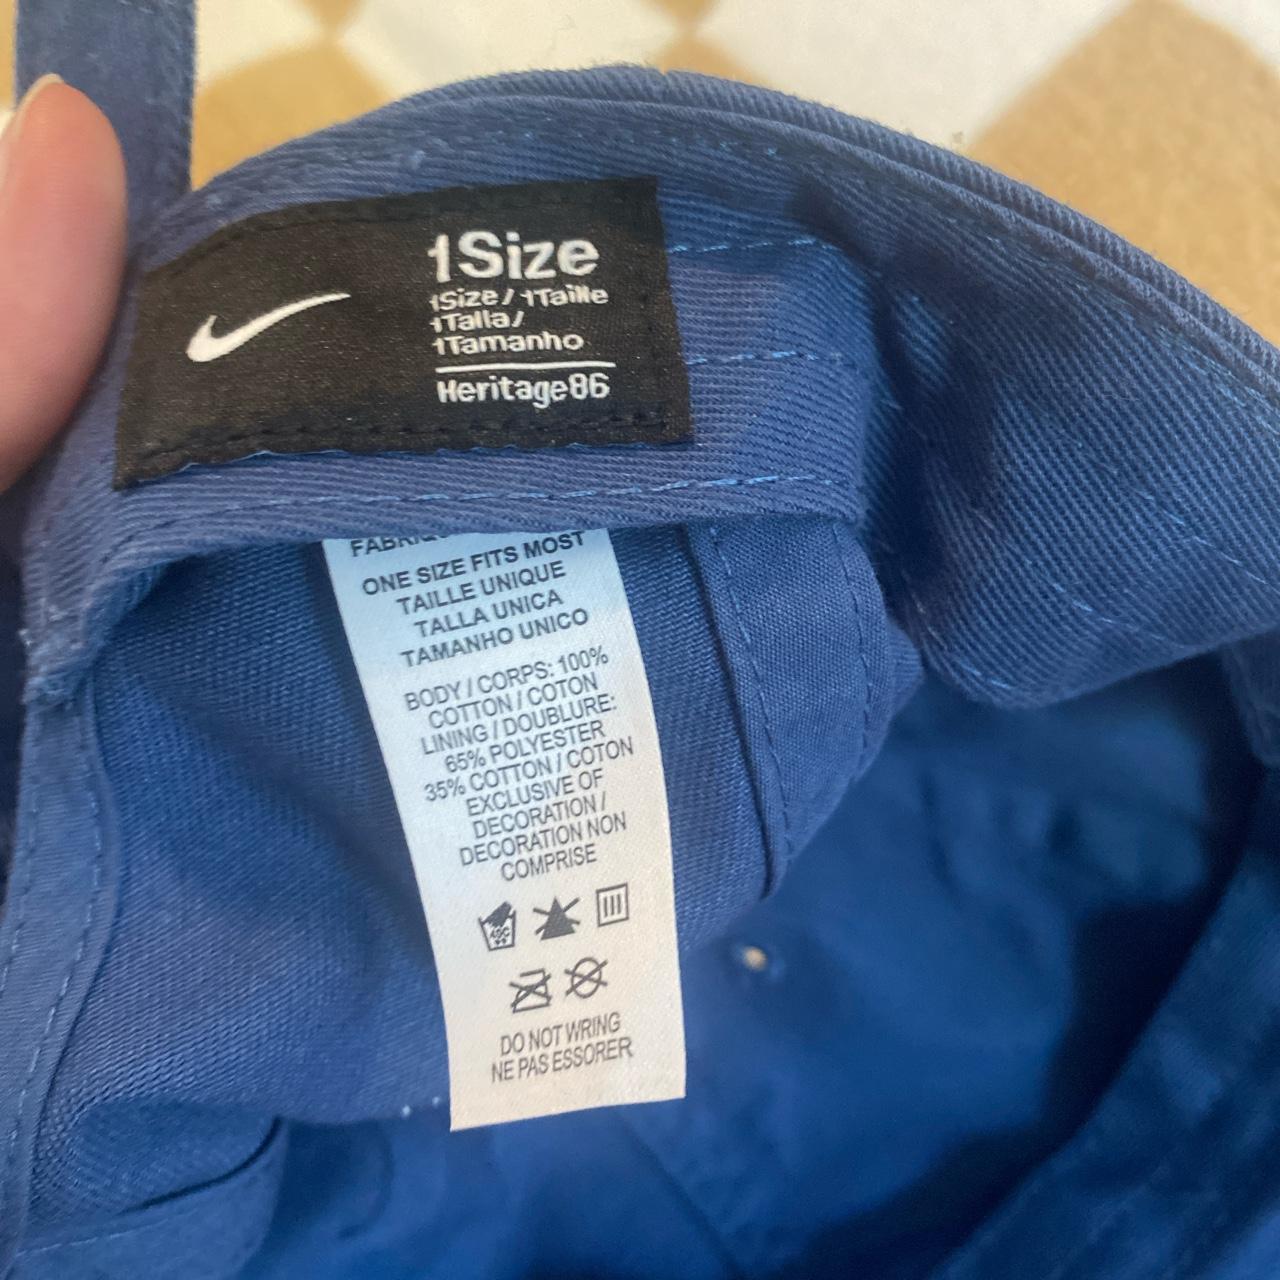 1Size
1Size / 1Taille
1Talla/
1Tamanho
Heritage86
ONE SIZE FITS MOST
TAILLE UNIQUE
TALLA UNICA
TAMANHO UNICO
BODY / CORPS: 100%
COTTON / COTON
LINING / DOUBLURE:
65% POLYESTER
35% COTTON / COTON
EXCLUSIVE OF
DECORATION /
DECORATION NON
COMPRISE
DO NOT WRING
NE PAS ESSORER